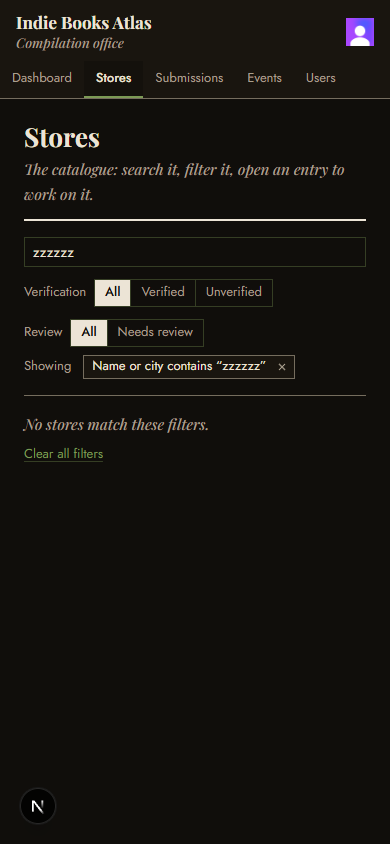 Indie Books Atlas
Compilation office
Dashboard Stores Submissions Events Users
Stores
The catalogue: search it, filter it, open an entry to
work on it.
zzzzzz
Verification All Verified Unverified
Review All Needs review
Showing Name or city contains “zzzzzz” ×
No stores match these filters.
Clear all filters
N